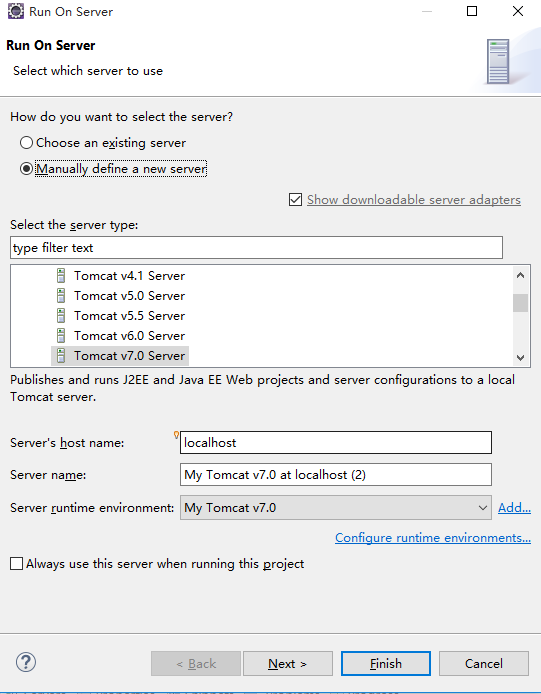 Run On Server
Run On Server
Select which server to use
How do you want to select the server?
Choose an existing server
Manually define a new server
Show downloadable server adapters
Select the server type:
type filter text
Tomcat v4.1 Server
Tomcat v5.0 Server
Tomcat v5.5 Server
Tomcat v6.0 Server
Tomcat v7.0 Server
Publishes and runs J2EE and Java EE Web projects and server configurations to a local
Tomcat server.
Server's host name: localhost
Server name: My Tomcat v7.0 at localhost (2)
Server runtime environment: My Tomcat v7.0 Add...
Configure runtime environments...
Always use this server when running this project
? < Back Next > Finish Cancel